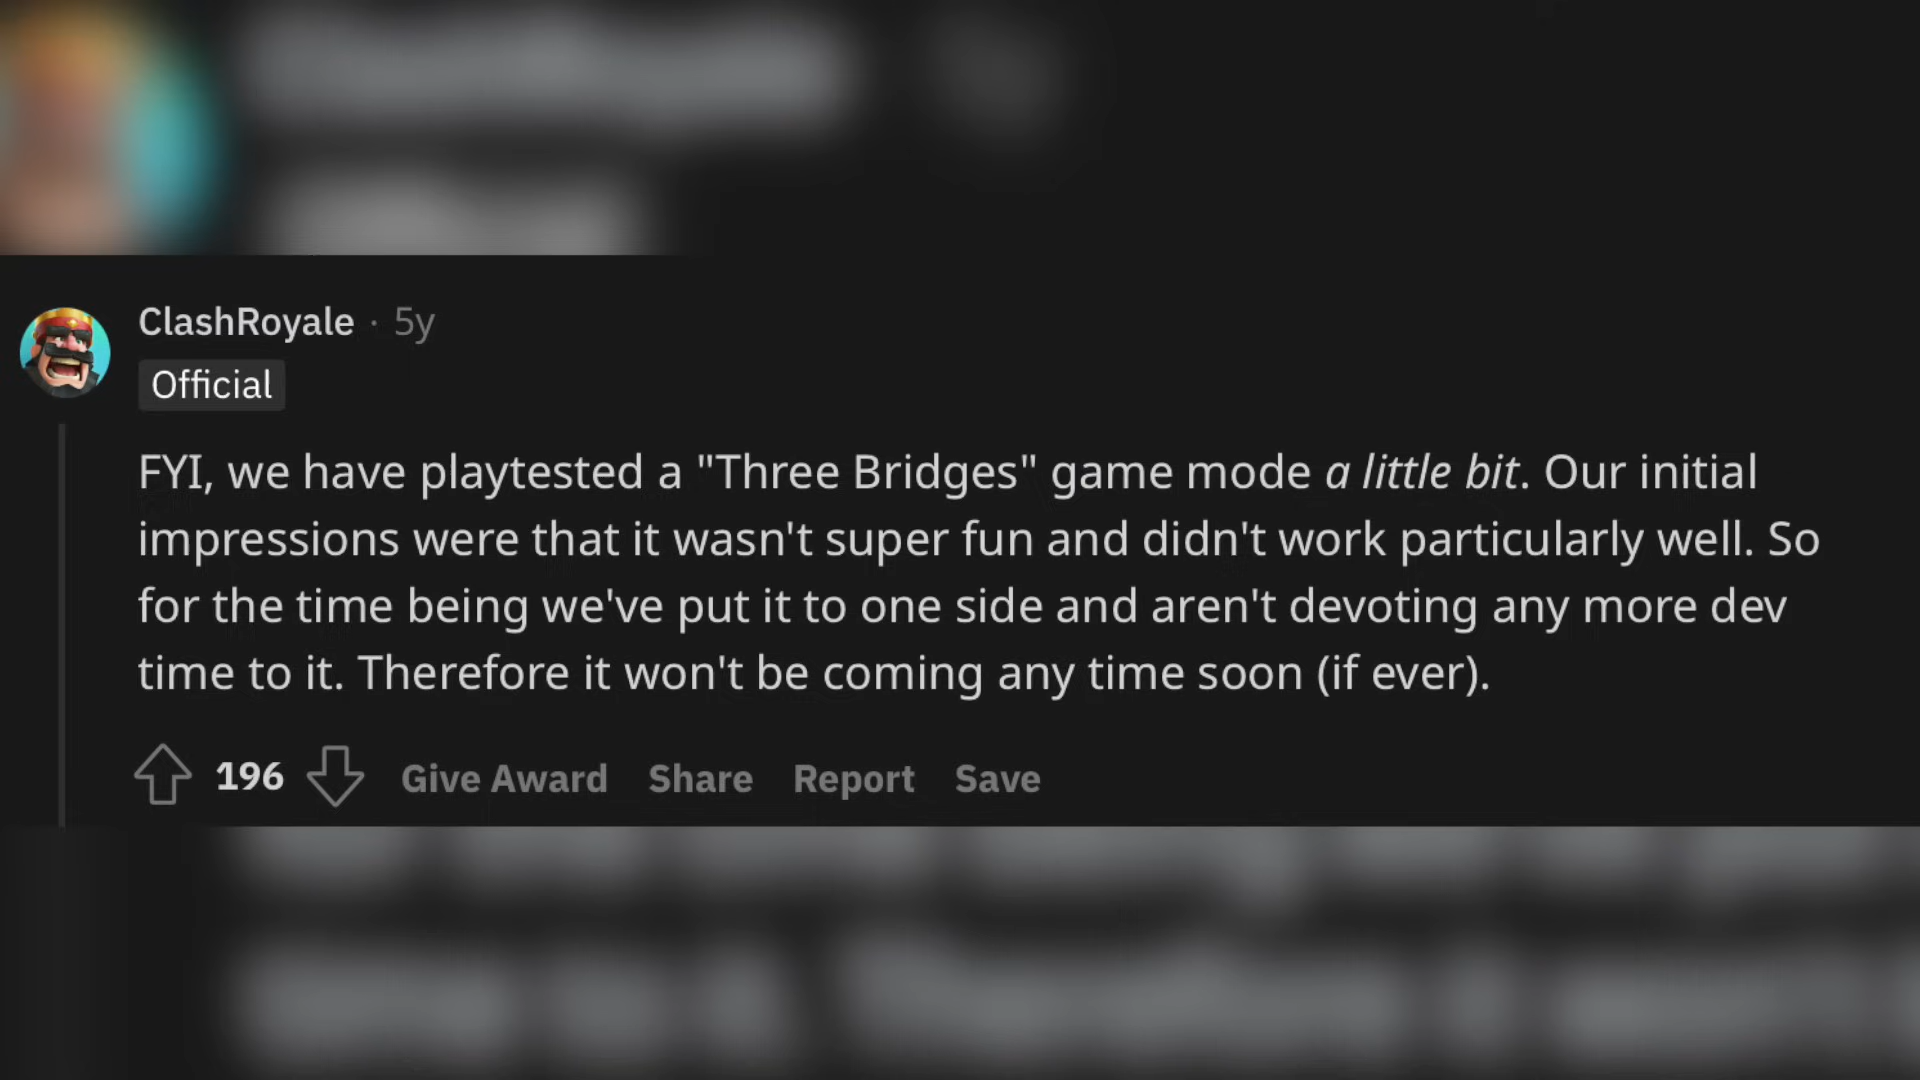 ClashRoyale · 5y
Official
FYI, we have playtested a "Three Bridges" game mode a little bit. Our initial
impressions were that it wasn't super fun and didn't work particularly well. So
for the time being we've put it to one side and aren't devoting any more dev
time to it. Therefore it won't be coming any time soon (if ever).
196 Give Award Share Report Save